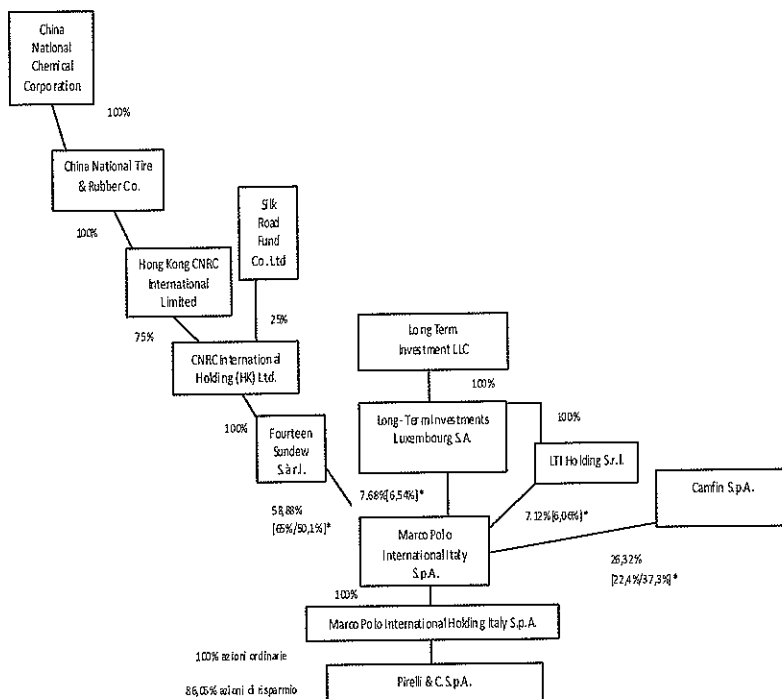 China
National
Chemical
Corporation
100%
China National Tire
& Rubber Co.
Silk
Road
Fund
Co. Ltd
100%
Hong Kong CNRC
International
Limited
25%
75%
Long Term
Investment LLC
CNRC International
Holding (HK) Ltd.
100%
Long-Term Investments
Luxembourg S.A.
100%
100%
Fourteen
Sundew
S.à r.l.
LTI Holding S.r.l.
Camfin S.p.A.
7.68%[6,54%]*
7.12%[6,06%]*
58,88%
[65%/50,1%]*
Marco Polo
International Italy
S.p.A.
26,32%
[22,4%/37,3%]*
100%
Marco Polo International Holding Italy S.p.A.
100% azioni ordinarie
Pirelli & C. S.p.A.
86,05% azioni di risparmio